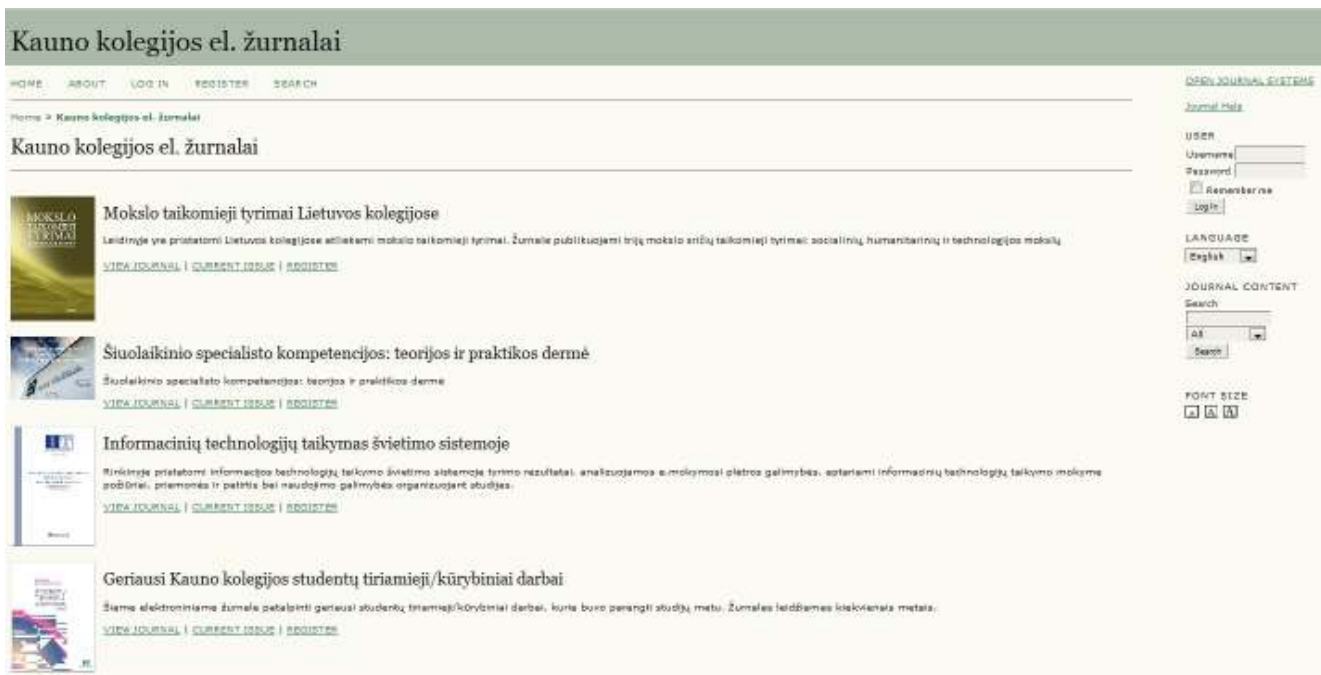 Kauno kolegijos el. žurnalai
HOME ABOUT LOG IN REGISTER SEARCH
Home > Kauno kolegijos el. žurnalai
Kauno kolegijos el. žurnalai
MOKSLO
TAIKOMIEJI
TYRIMAI
Mokslo taikomieji tyrimai Lietuvos kolegijose
Leidinyje yra pristatomi Lietuvos kolegijose atliekami mokslo taikomieji tyrimai. Žurnale publikuojami trijų mokslo sričių taikomieji tyrimai: socialinių, humanitarinių ir technologijos mokslų
VIEW JOURNAL | CURRENT ISSUE | REGISTER
Šiuolaikinio specialisto kompetencijos: teorijos ir praktikos dermė
Šiuolaikinio specialisto kompetencijos: teorijos ir praktikos dermė
VIEW JOURNAL | CURRENT ISSUE | REGISTER
IT
Informacinių technologijų taikymas švietimo sistemoje
Rinkinyje pristatomi informacijos technologijų taikymo švietimo sistemoje tyrimo rezultatai, analizuojamos e.mokymosi plėtros galimybės, aptariami informacinių technologijų taikymo mokyme
požiūriai, priemonės ir patirtis bei naudojimo galimybės organizuojant studijas.
VIEW JOURNAL | CURRENT ISSUE | REGISTER
Geriausi Kauno kolegijos studentų tiriamieji/kūrybiniai darbai
Šiame elektroniniame žurnale patalpinti geriausi studentų tiriamieji/kūrybiniai darbai, kurie buvo parengti studijų metu. Žurnalas leidžiamas kiekvienais metais.
VIEW JOURNAL | CURRENT ISSUE | REGISTER
OPEN JOURNAL SYSTEMS
Journal Help
USER
Username
Password
Remember me
Log In
LANGUAGE
English
JOURNAL CONTENT
Search
All
Search
FONT SIZE
A A A